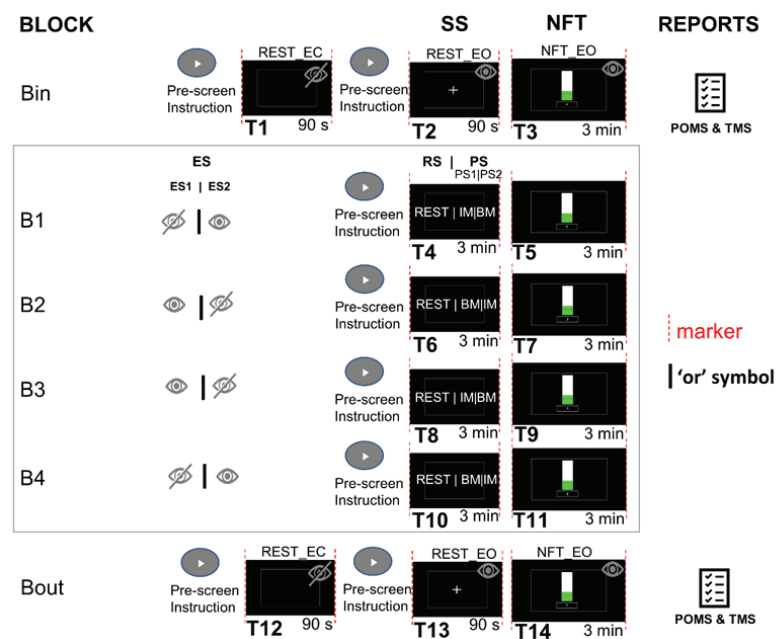 BLOCK SS NFT REPORTS
REST_EC REST_EO NFT_EO
Bin
Pre-screen Instruction
Pre-screen Instruction
T1 90 s T2 90 s T3 3 min
POMS & TMS
ES
ES1 | ES2
RS | PS
PS1|PS2
B1
Pre-screen Instruction
REST | IM|BM
T4 3 min T5 3 min
B2
Pre-screen Instruction
REST | BM|IM
T6 3 min T7 3 min
marker
'or' symbol
B3
Pre-screen Instruction
REST | IM|BM
T8 3 min T9 3 min
B4
Pre-screen Instruction
REST | BM|IM
T10 3 min T11 3 min
REST_EC REST_EO NFT_EO
Bout
Pre-screen Instruction
Pre-screen Instruction
T12 90 s T13 90 s T14 3 min
POMS & TMS